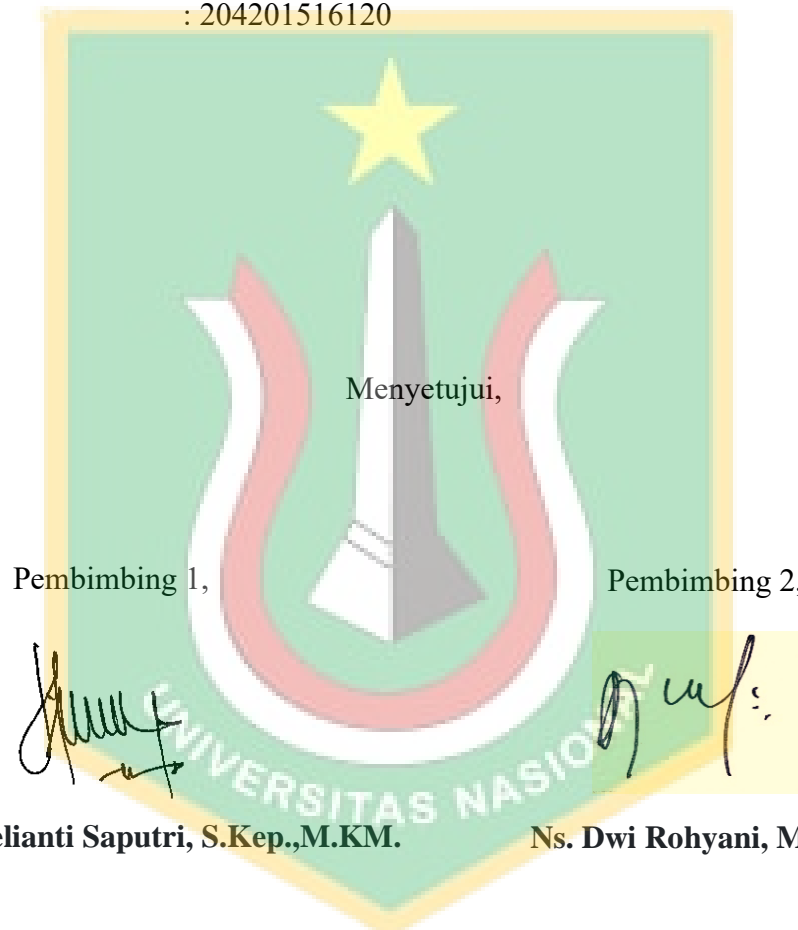 : 204201516120
Menyetujui,
Pembimbing 1, Pembimbing 2,
UNIVERSITAS NASIONAL
elianti Saputri, S.Kep.,M.KM. Ns. Dwi Rohyani, M